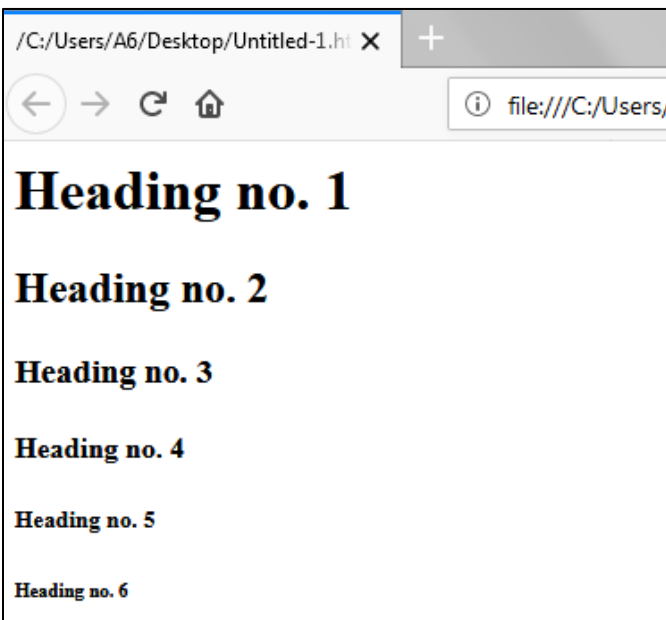 /C:/Users/A6/Desktop/Untitled-1.ht
file:///C:/Users/
Heading no. 1
Heading no. 2
Heading no. 3
Heading no. 4
Heading no. 5
Heading no. 6